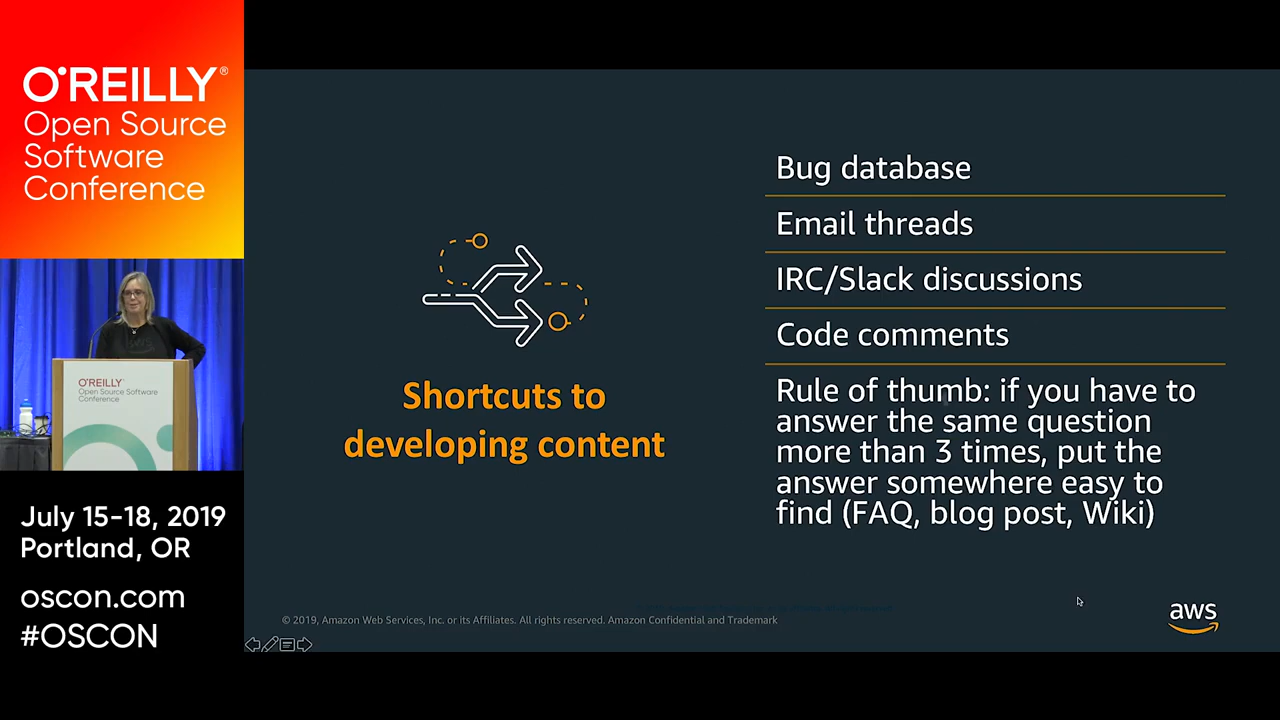 O'REILLY®
Open Source
Software
Conference
aws
O'REILLY
Open Source Software
Conference
July 15-18, 2019
Portland, OR
oscon.com
#OSCON
Shortcuts to
developing content
Bug database
Email threads
IRC/Slack discussions
Code comments
Rule of thumb: if you have to
answer the same question
more than 3 times, put the
answer somewhere easy to
find (FAQ, blog post, Wiki)
© 2019, Amazon Web Services, Inc. or its Affiliates. All rights reserved. Amazon Confidential and Trademark
aws